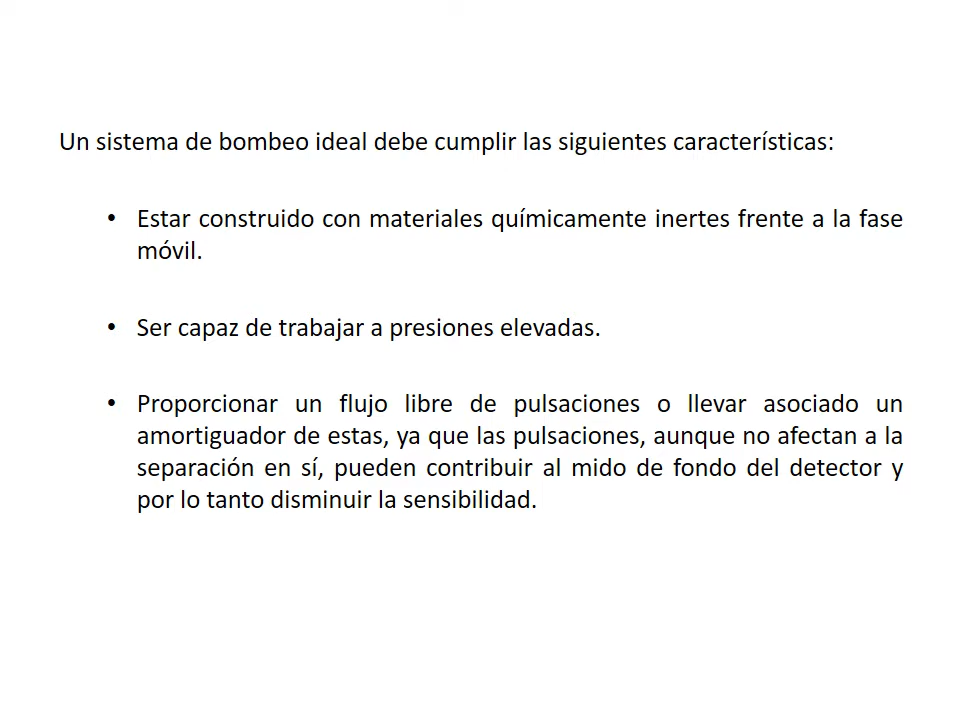 Un sistema de bombeo ideal debe cumplir las siguientes características:
• Estar construido con materiales químicamente inertes frente a la fase
móvil.
• Ser capaz de trabajar a presiones elevadas.
• Proporcionar un flujo libre de pulsaciones o llevar asociado un
amortiguador de estas, ya que las pulsaciones, aunque no afectan a la
separación en sí, pueden contribuir al mido de fondo del detector y
por lo tanto disminuir la sensibilidad.